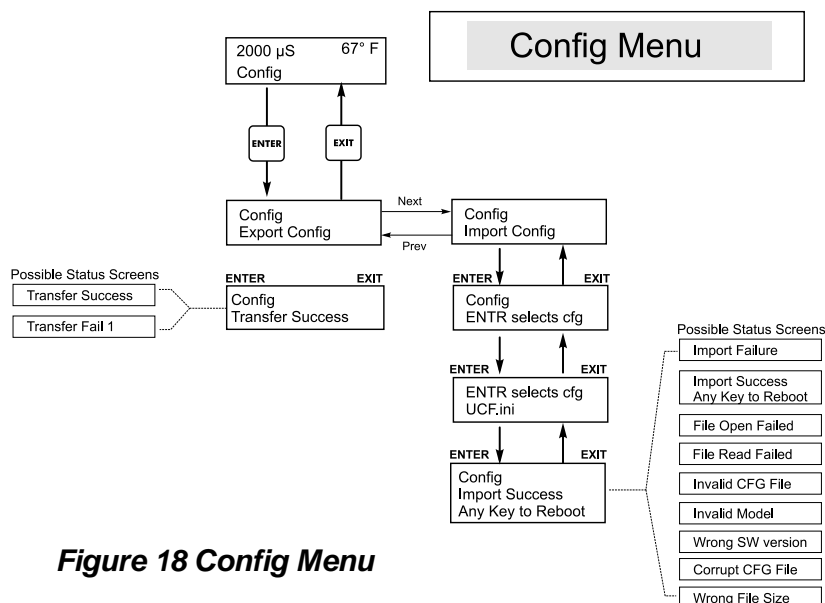 Config Menu
2000 µS 67° F
Config
ENTER EXIT
Config
Export Config
Next
Prev
Config
Import Config
ENTER EXIT
Config
Transfer Success
Possible Status Screens
Transfer Success
Transfer Fail 1
ENTER EXIT
Config
ENTR selects cfg
ENTER EXIT
ENTR selects cfg
UCF.ini
ENTER EXIT
Config
Import Success
Any Key to Reboot
Possible Status Screens
Import Failure
Import Success
Any Key to Reboot
File Open Failed
File Read Failed
Invalid CFG File
Invalid Model
Wrong SW version
Corrupt CFG File
Wrong File Size
Figure 18 Config Menu